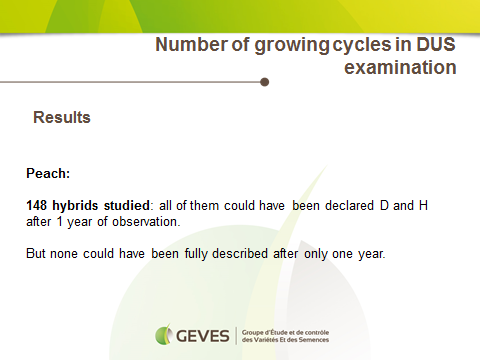 Number of growing cycles in DUS
examination
Results
Peach:
148 hybrids studied: all of them could have been declared D and H
after 1 year of observation.
But none could have been fully described after only one year.
GEVES
Groupe d'Étude et de contrôle
des Variétés Et des Semences